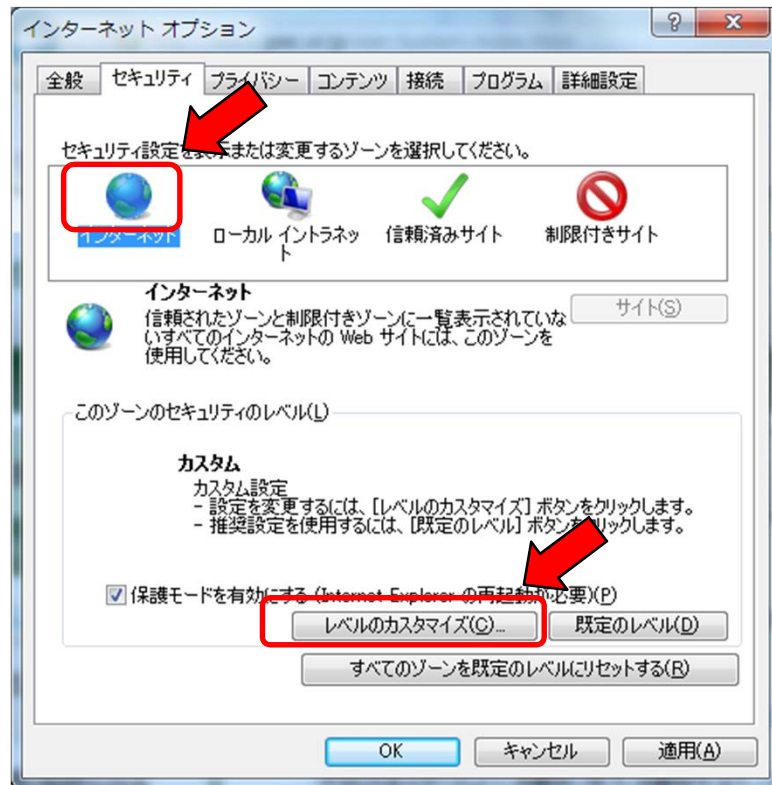 インターネット オプション
?
全般 セキュリティ プライバシー コンテンツ 接続 プログラム 詳細設定
セキュリティ設定を表示または変更するゾーンを選択してください。
インターネット ローカル イントラネッ 信頼済みサイト 制限付きサイト
ト
インターネット
サイト(S)
信頼されたゾーンと制限付きゾーンに一覧表示されていな
いすべてのインターネットの Web サイトには、このゾーンを
使用してください。
このゾーンのセキュリティのレベル(L)
カスタム
カスタム設定
- 設定を変更するには、[レベルのカスタマイズ] ボタンをクリックします。
- 推奨設定を使用するには、[既定のレベル] ボタンをクリックします。
保護モードを有効にする (Internet Explorer の再起動が必要)(P)
レベルのカスタマイズ(C)... 既定のレベル(D)
すべてのゾーンを既定のレベルにリセットする(R)
OK キャンセル 適用(A)